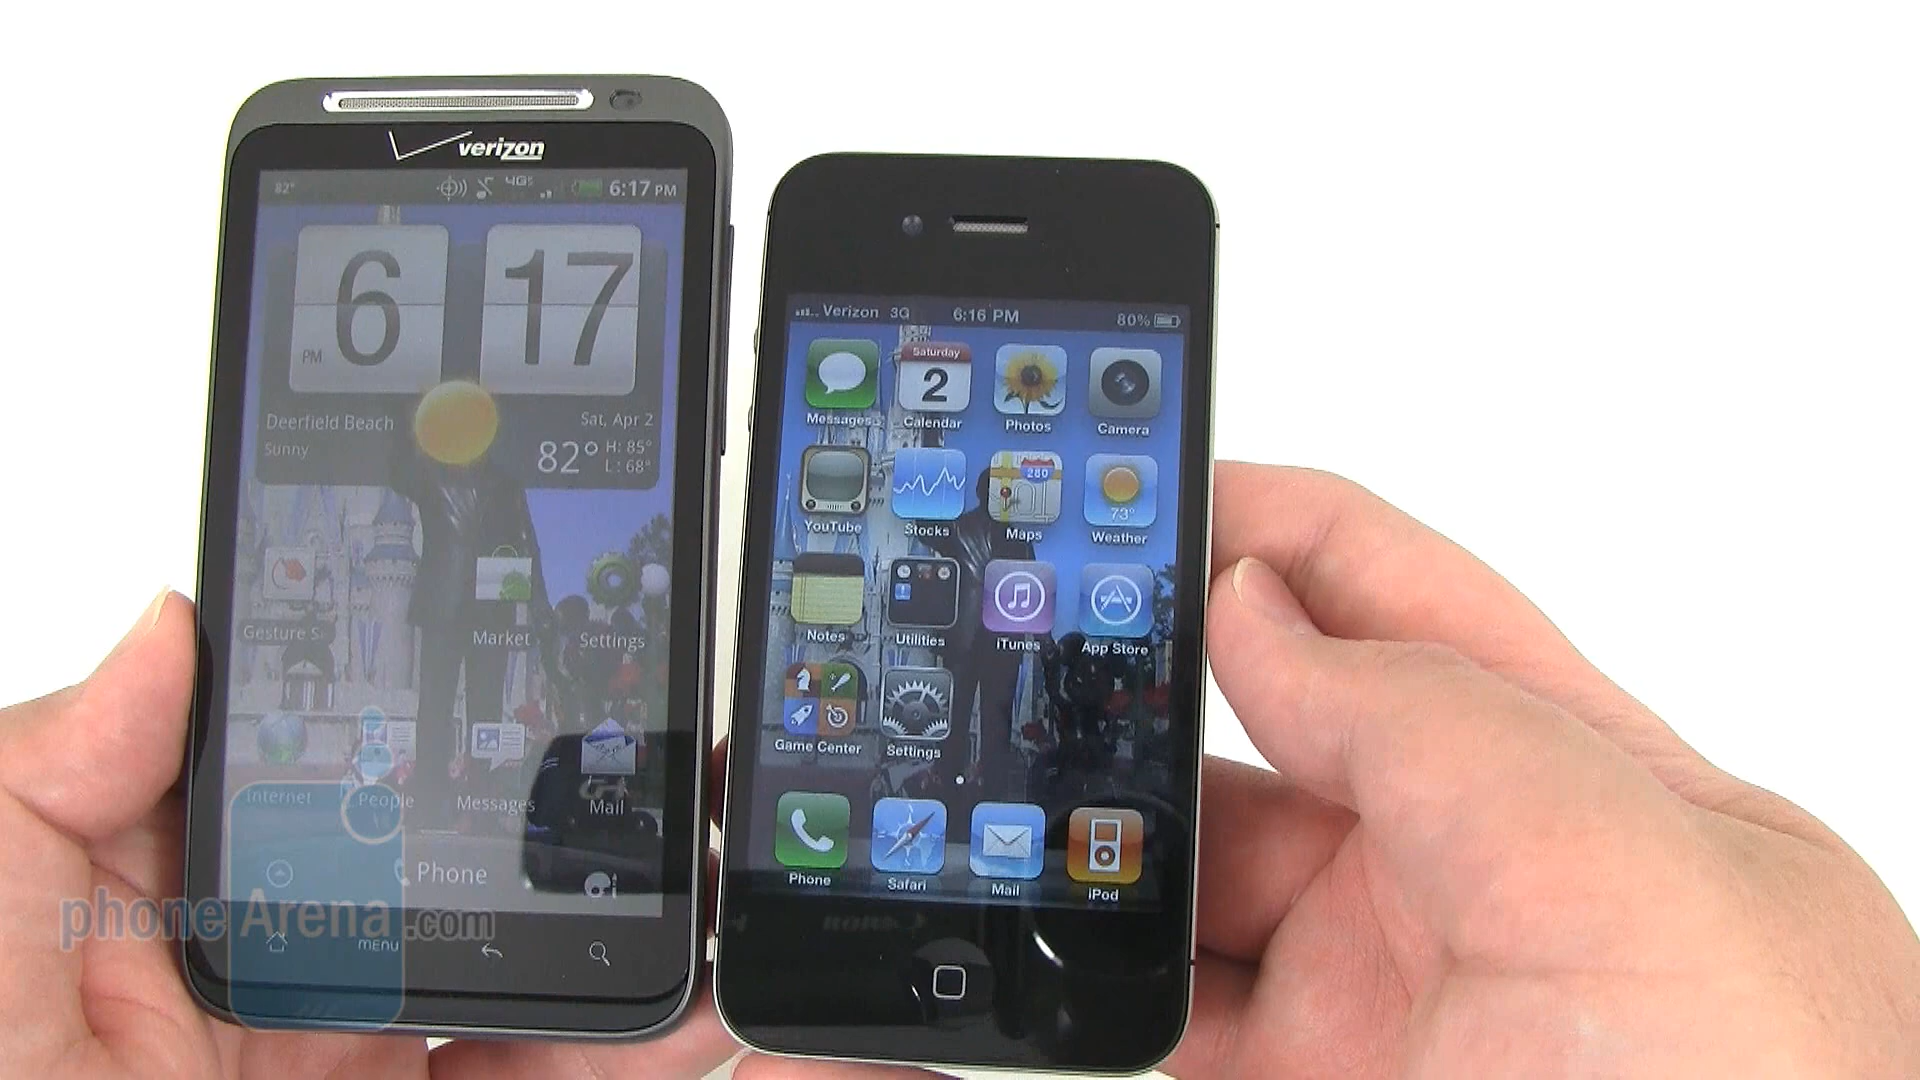 verizon
82° 4G 6:17 PM
6 17
PM
Deerfield Beach Sat, Apr 2
Sunny 82° H: 85°
L: 68°
Gesture S Market Settings
Internet People Messages Mail
Phone
MENU
phoneArena.com
Verizon 3G 6:16 PM 80%
Saturday
2
Messages Calendar Photos Camera
280
73°
YouTube Stocks Maps Weather
Notes Utilities iTunes App Store
Game Center Settings
Phone Safari Mail iPod